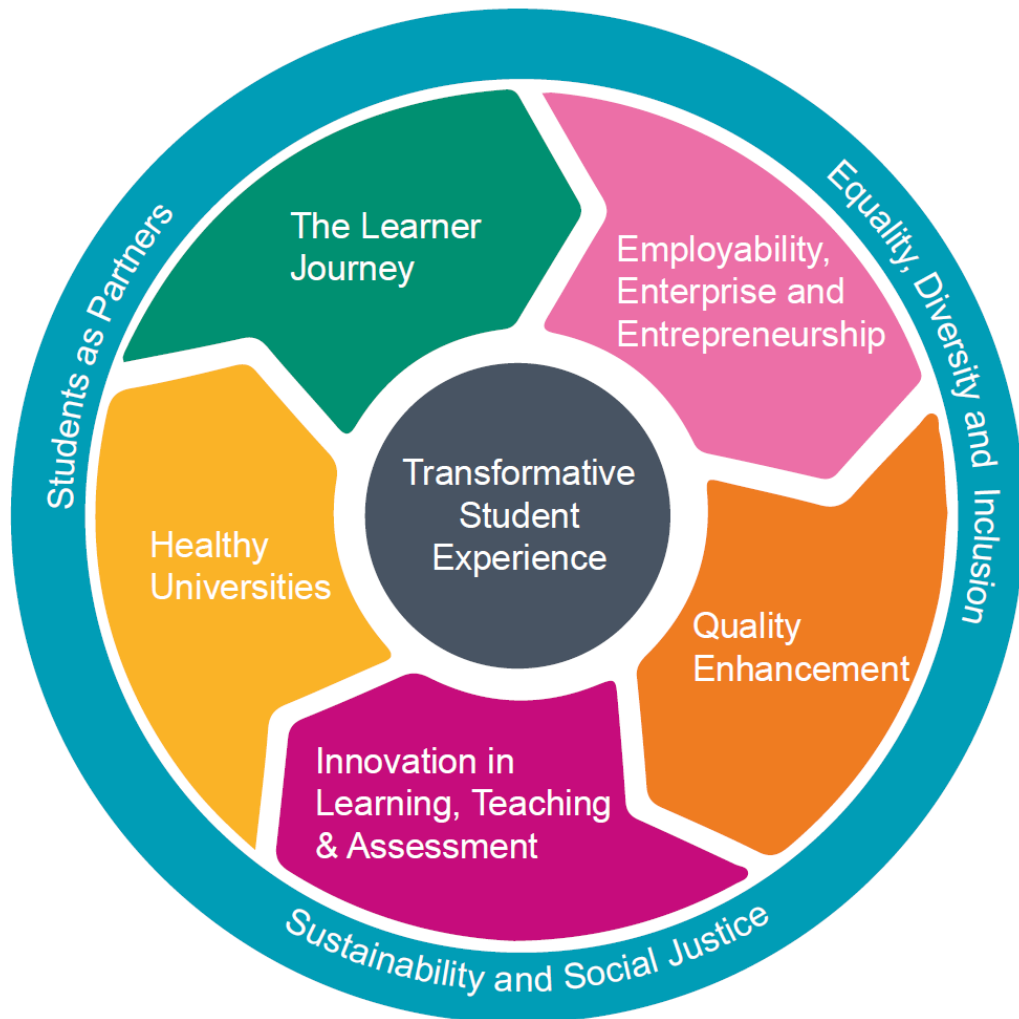 Students as Partners
Equality, Diversity and Inclusion
The Learner
Journey
Employability,
Enterprise and
Entrepreneurship
Transformative
Student
Experience
Healthy
Universities
Quality
Enhancement
Innovation in
Learning, Teaching
& Assessment
Sustainability and Social Justice